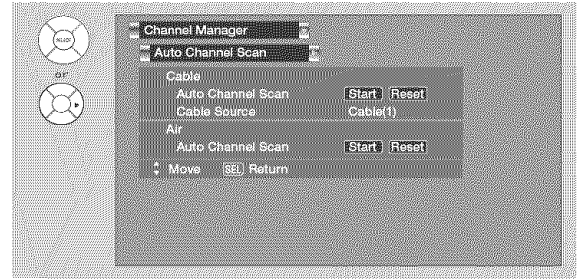 SELECT
or
Channel Manager
Auto Channel Scan
Cable
Auto Channel Scan Start Reset
Cable Source Cable(1)
Air
Auto Channel Scan Start Reset
Move SEL Return